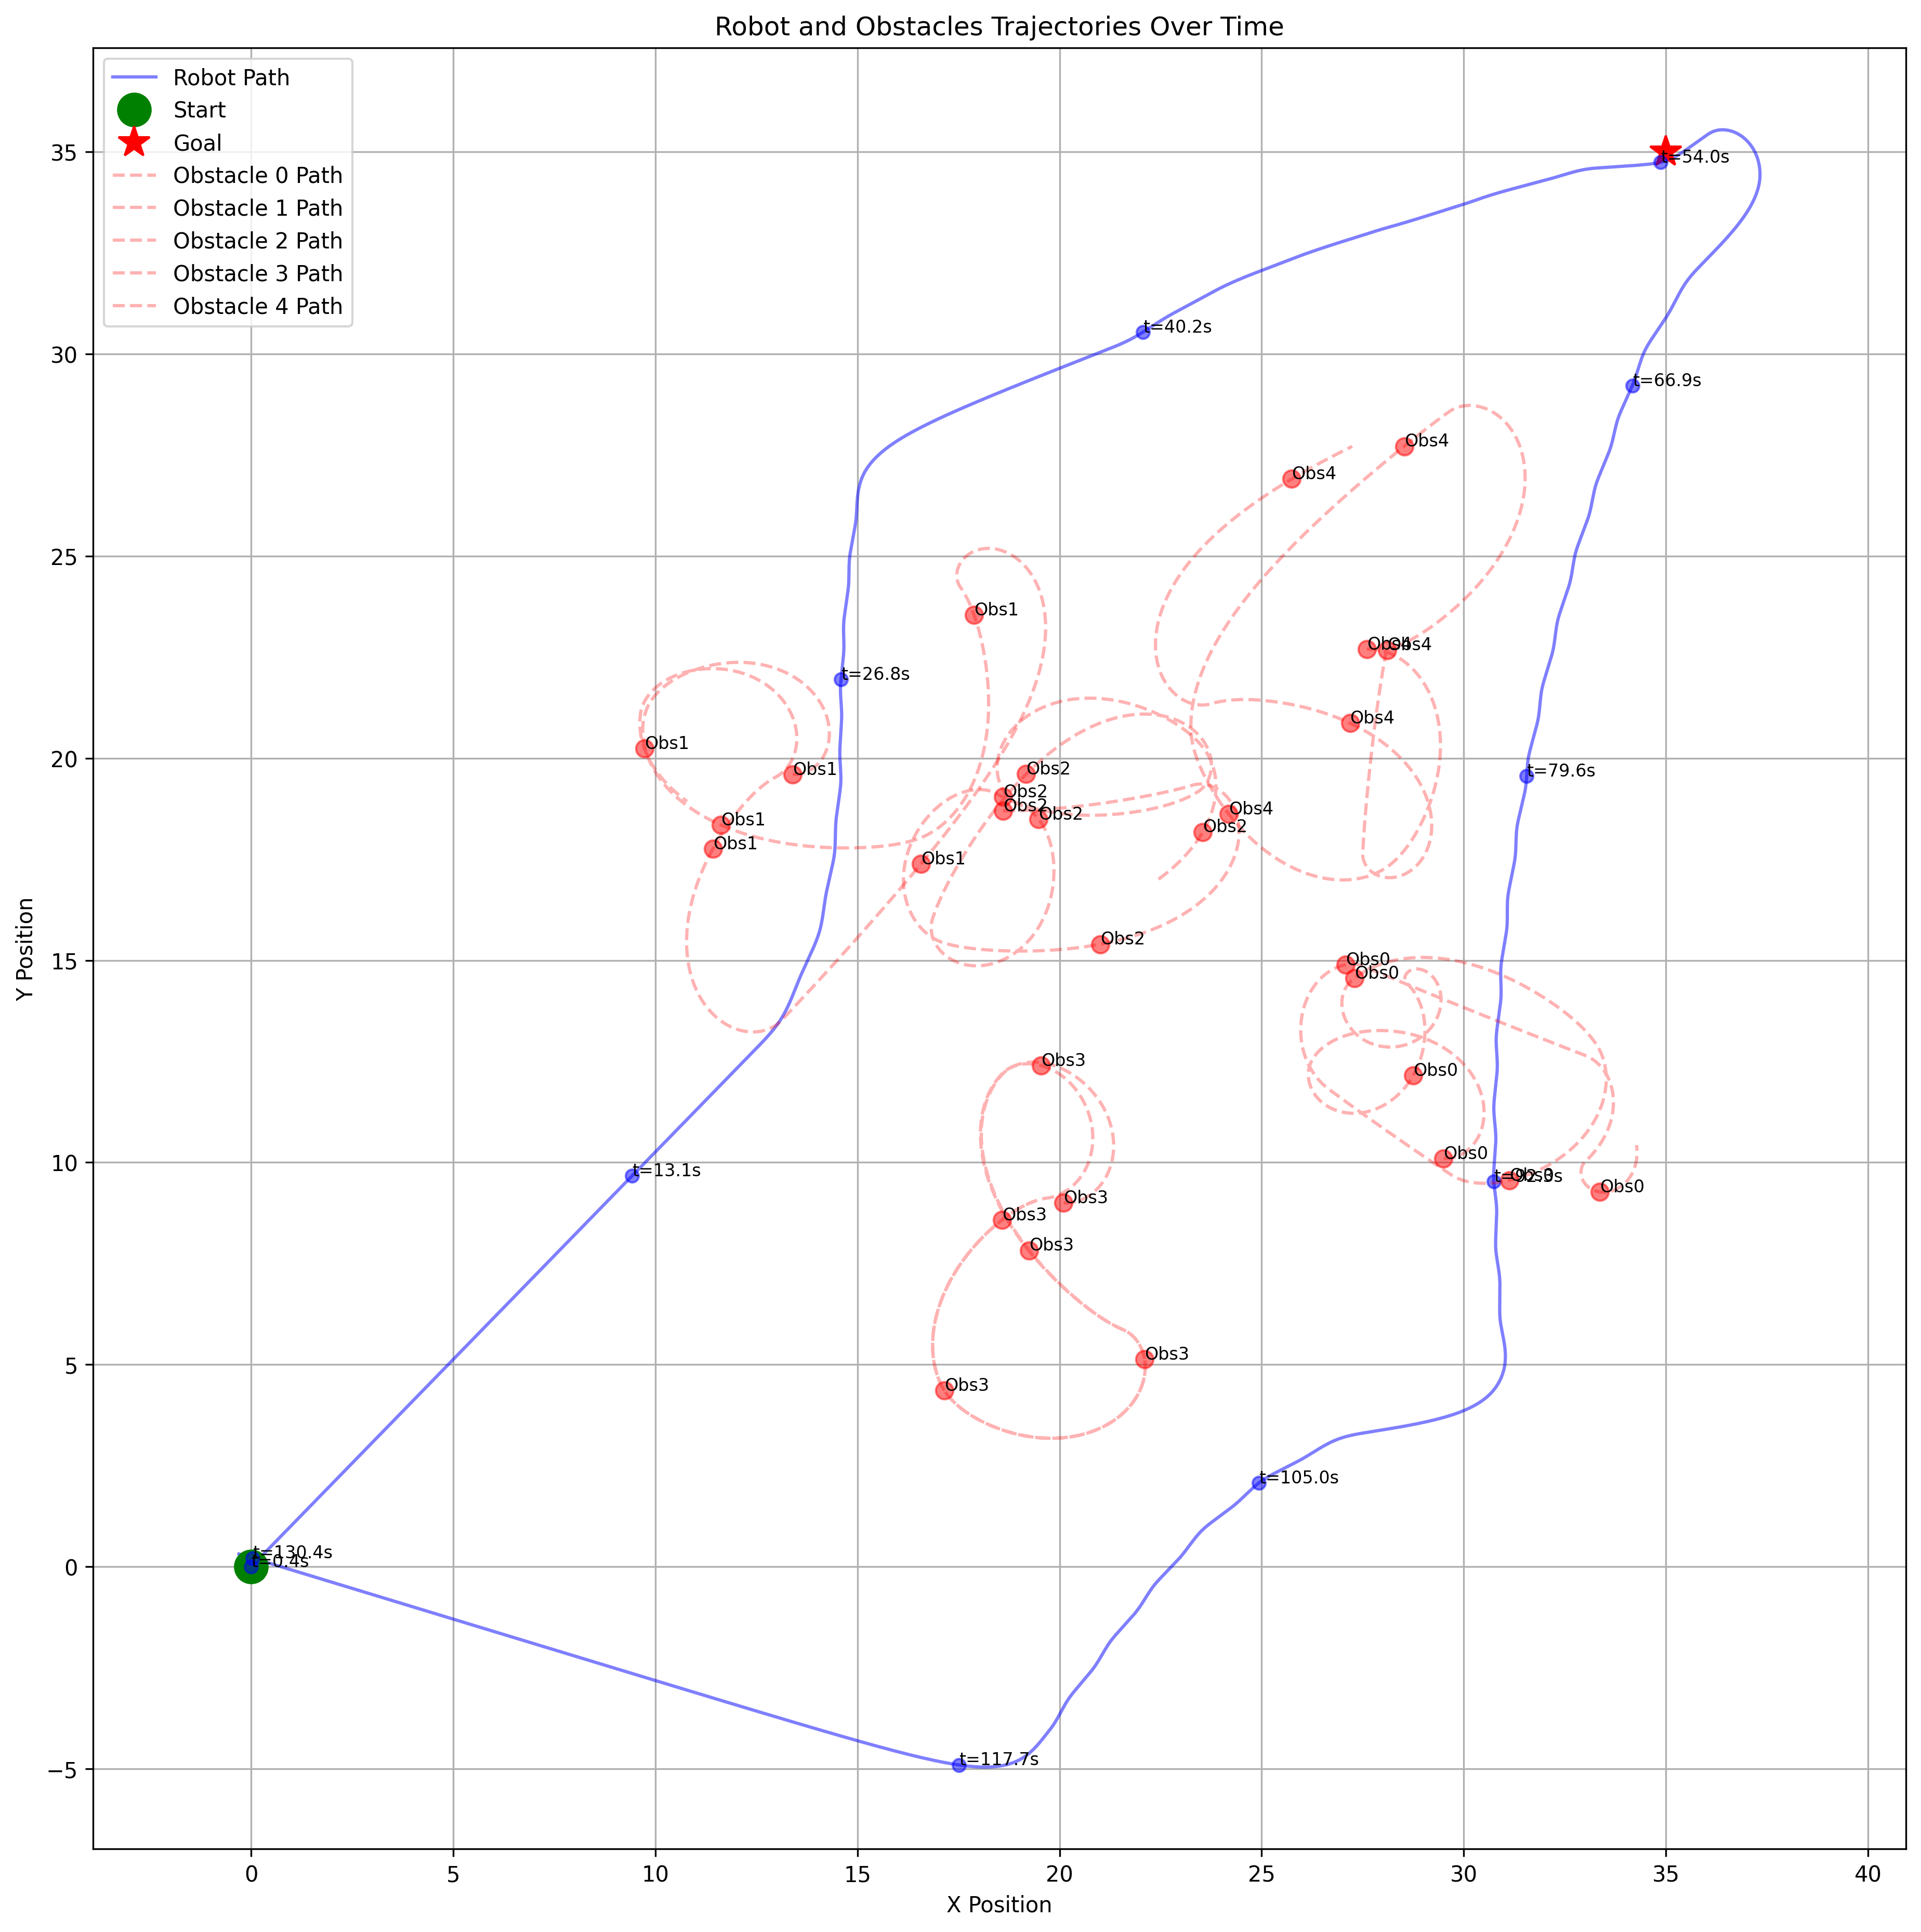 Robot and Obstacles Trajectories Over Time
Robot Path
Start
Goal
Obstacle 0 Path
Obstacle 1 Path
Obstacle 2 Path
Obstacle 3 Path
Obstacle 4 Path
Y Position
35
30
25
20
15
10
5
0
−5
t=54.0s
t=40.2s
t=66.9s
Obs4
Obs4
Obs1
Obs4
Obs4
t=26.8s
Obs1
Obs4
Obs1
Obs2
t=79.6s
Obs2
Obs2
Obs2
Obs4
Obs1
Obs2
Obs1
Obs1
Obs2
Obs0
Obs0
Obs3
Obs0
t=13.1s
Obs0
t=92.3s
Obs0
Obs0
Obs3
Obs3
Obs3
Obs3
Obs3
t=105.0s
t=130.4s
t=0.4s
t=117.7s
0
5
10
15
20
25
30
35
40
X Position